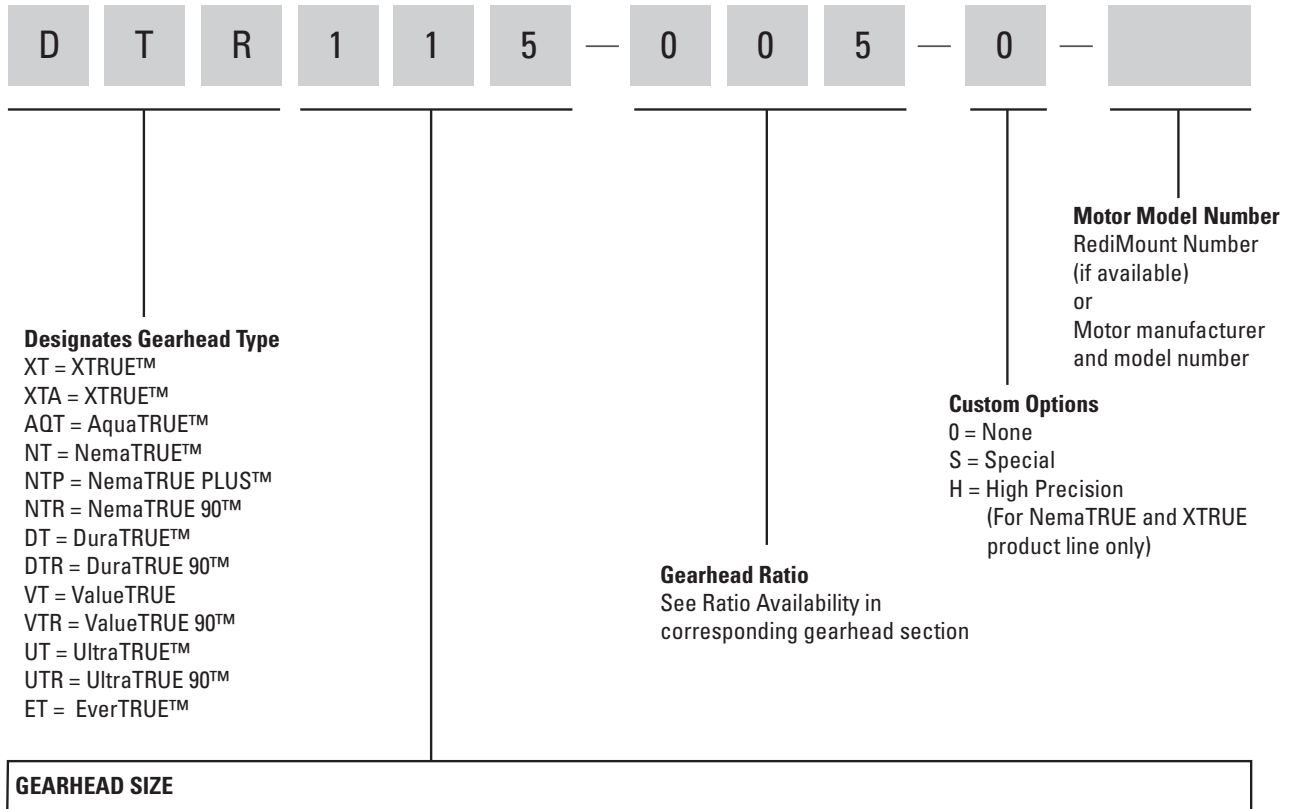 D T R 1 1 5 — 0 0 5 — 0 —
Designates Gearhead Type
XT = XTRUE™
XTA = XTRUE™
AQT = AquaTRUE™
NT = NemaTRUE™
NTP = NemaTRUE PLUS™
NTR = NemaTRUE 90™
DT = DuraTRUE™
DTR = DuraTRUE 90™
VT = ValueTRUE
VTR = ValueTRUE 90™
UT = UltraTRUE™
UTR = UltraTRUE 90™
ET = EverTRUE™
Gearhead Ratio
See Ratio Availability in
corresponding gearhead section
Custom Options
0 = None
S = Special
H = High Precision
(For NemaTRUE and XTRUE
product line only)
Motor Model Number
RediMount Number
(if available)
or
Motor manufacturer
and model number
GEARHEAD SIZE